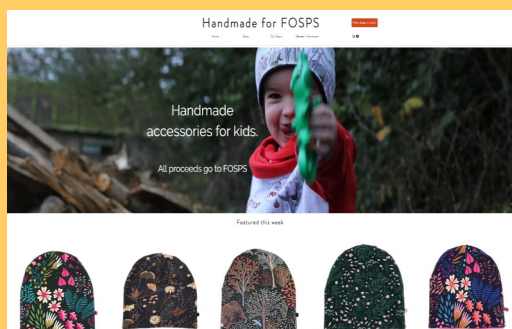 Handmade for FOSPS
Home
Shop
Our Story
General Information
Handmade
accessories for kids.
All proceeds go to FOSPS
Featured this week